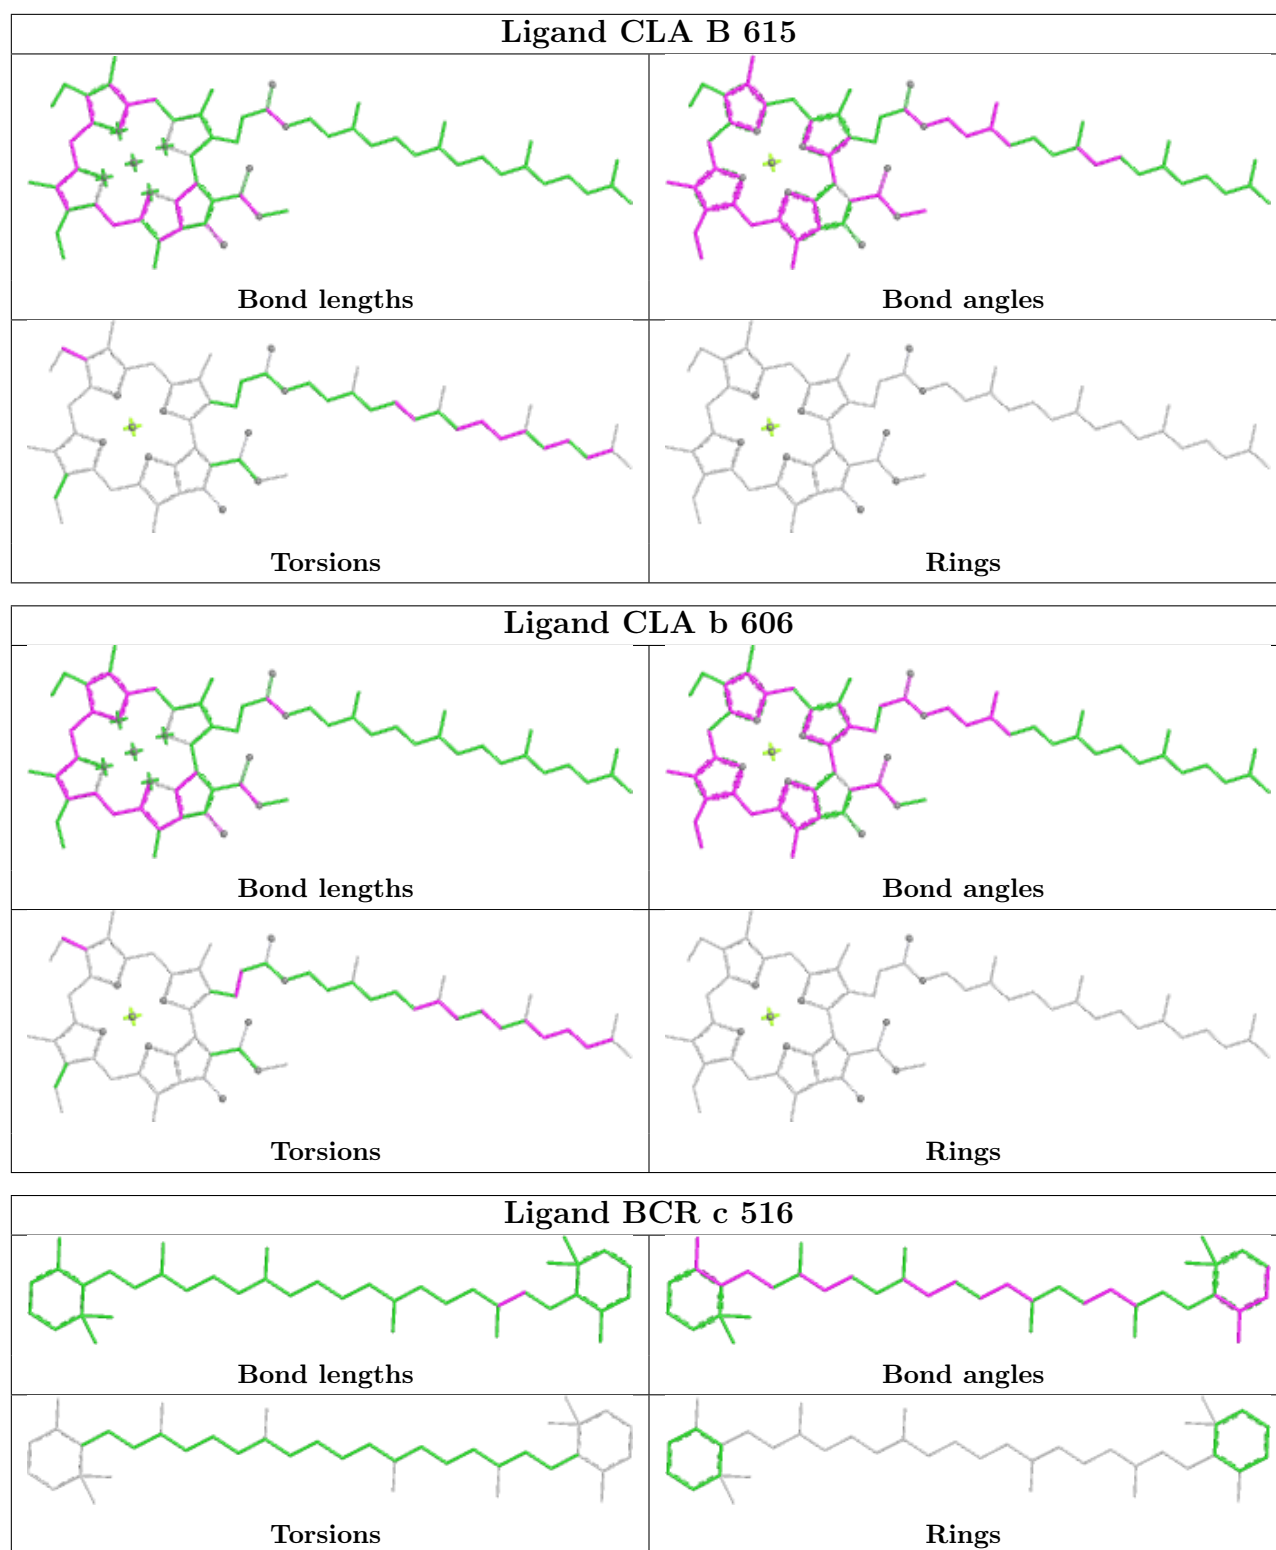 Ligand CLA B 615
Bond lengths
Bond angles
Torsions
Rings
Ligand CLA b 606
Bond lengths
Bond angles
Torsions
Rings
Ligand BCR c 516
Bond lengths
Bond angles
Torsions
Rings